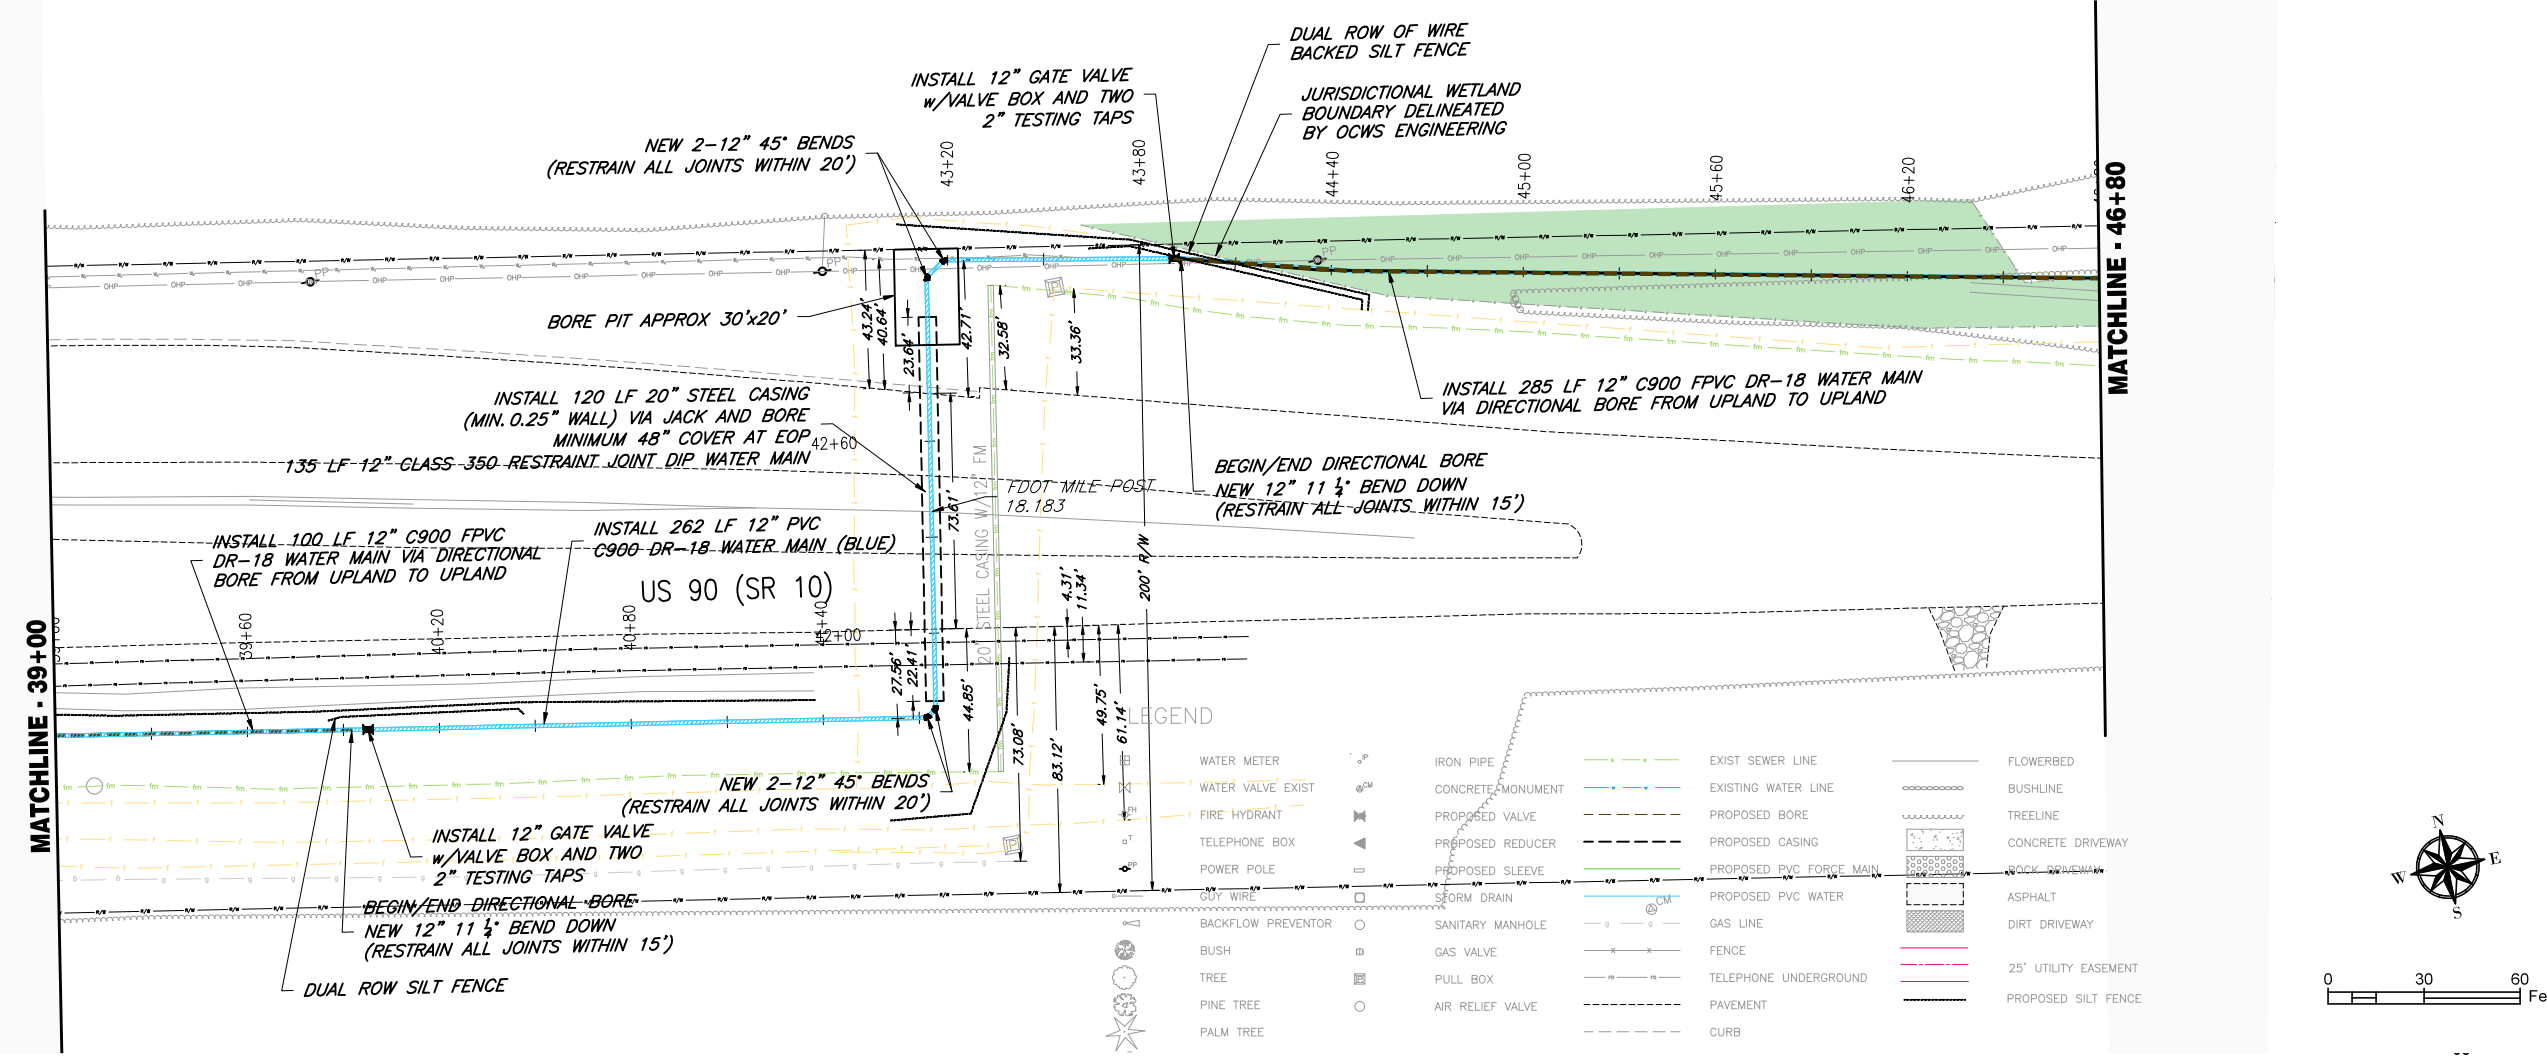 DUAL ROW OF WIRE
BACKED SILT FENCE
INSTALL 12” GATE VALVE
w/VALVE BOX AND TWO
2” TESTING TAPS
JURISDICTIONAL WETLAND
BOUNDARY DELINEATED
BY OCWS ENGINEERING
NEW 2-12” 45° BENDS
(RESTRAIN ALL JOINTS WITHIN 20’)
43+20
43+80
44+40
45+00
45+60
46+20
MATCHLINE - 46+80
PP
PP
PP
BORE PIT APPROX 30’x20’
43.24’
40.64’
23.64’
42.71’
32.58’
33.36’
INSTALL 285 LF 12” C900 FPVC DR-18 WATER MAIN
VIA DIRECTIONAL BORE FROM UPLAND TO UPLAND
INSTALL 120 LF 20” STEEL CASING
(MIN. 0.25” WALL) VIA JACK AND BORE
MINIMUM 48” COVER AT EOP
135 LF 12” CLASS 350 RESTRAINT JOINT DIP WATER MAIN
42+60
BEGIN/END DIRECTIONAL BORE
NEW 12” 11 ¼° BEND DOWN
(RESTRAIN ALL JOINTS WITHIN 15’)
FDOT MILE POST
18.183
73.61’
20” STEEL CASING W/12” FM
200’ R/W
INSTALL 100 LF 12” C900 FPVC
DR-18 WATER MAIN VIA DIRECTIONAL
BORE FROM UPLAND TO UPLAND
INSTALL 262 LF 12” PVC
C900 DR-18 WATER MAIN (BLUE)
US 90 (SR 10)
MATCHLINE - 39+00
39+60
40+20
40+80
41+40
42+00
4.31’
11.34’
27.56’
22.41’
44.85’
73.08’
83.12’
49.75’
61.14’
NEW 2-12” 45° BENDS
(RESTRAIN ALL JOINTS WITHIN 20’)
INSTALL 12” GATE VALVE
w/VALVE BOX AND TWO
2” TESTING TAPS
BEGIN/END DIRECTIONAL BORE
NEW 12” 11 ¼° BEND DOWN
(RESTRAIN ALL JOINTS WITHIN 15’)
DUAL ROW SILT FENCE
LEGEND
WATER METER
WATER VALVE EXIST
FH
FIRE HYDRANT
T
TELEPHONE BOX
PP
POWER POLE
GUY WIRE
BACKFLOW PREVENTOR
BUSH
TREE
PINE TREE
PALM TREE
IP
IRON PIPE
CM
CONCRETE MONUMENT
PROPOSED VALVE
PROPOSED REDUCER
PROPOSED SLEEVE
STORM DRAIN
SANITARY MANHOLE
GAS VALVE
PULL BOX
AIR RELIEF VALVE
EXIST SEWER LINE
EXISTING WATER LINE
PROPOSED BORE
PROPOSED CASING
PROPOSED PVC FORCE MAIN
PROPOSED PVC WATER
CM
GAS LINE
FENCE
TELEPHONE UNDERGROUND
PAVEMENT
CURB
FLOWERBED
BUSHLINE
TREELINE
CONCRETE DRIVEWAY
ROCK DRIVEWAY
ASPHALT
DIRT DRIVEWAY
25’ UTILITY EASEMENT
PROPOSED SILT FENCE
N
E
W
S
0 30 60
Fe